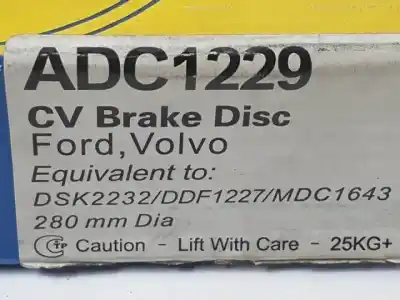 ADC1229
CV Brake Disc
Ford,Volvo
Equivalent to:
DSK2232/DDF1227/MDC1643
280 mm Dia
Caution - Lift With Care - 25KG+